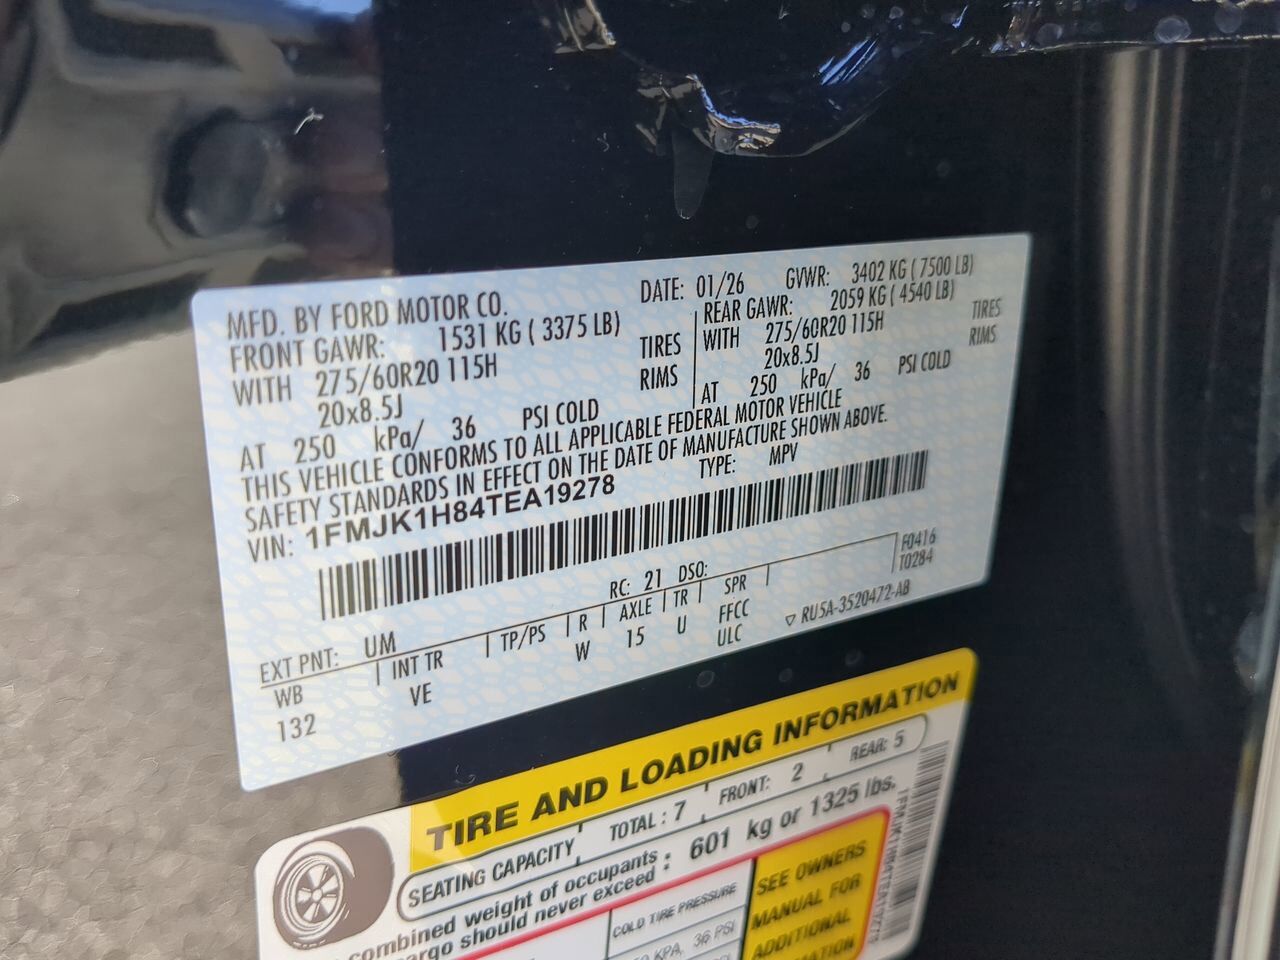 MFD. BY FORD MOTOR CO.
DATE: 01/26 GVWR: 3402 KG ( 7500 LB)
FRONT GAWR: 1531 KG ( 3375 LB)
WITH 275/60R20 115H TIRES
20x8.5J RIMS
AT 250 kPa/ 36 PSI COLD
REAR GAWR: 2059 KG ( 4540 LB)
WITH 275/60R20 115H TIRES
20x8.5J RIMS
AT 250 kPa/ 36 PSI COLD
THIS VEHICLE CONFORMS TO ALL APPLICABLE FEDERAL MOTOR VEHICLE
SAFETY STANDARDS IN EFFECT ON THE DATE OF MANUFACTURE SHOWN ABOVE.
VIN: 1FMJK1H84TEA19278 TYPE: MPV
F0416
T0284
EXT PNT: UM RC: 21 DSO:
WB INT TR TP/PS R AXLE TR SPR
132 VE W 15 U FFCC
ULC ▽ RU5A-3520472-AB
TIRE AND LOADING INFORMATION
SEATING CAPACITY TOTAL : 7 FRONT: 2 REAR: 5
combined weight of occupants
cargo should never exceed : 601 kg or 1325 lbs.
COLD TIRE PRESSURE
KPA, 36 PSI
SEE OWNERS
MANUAL FOR
ADDITIONAL